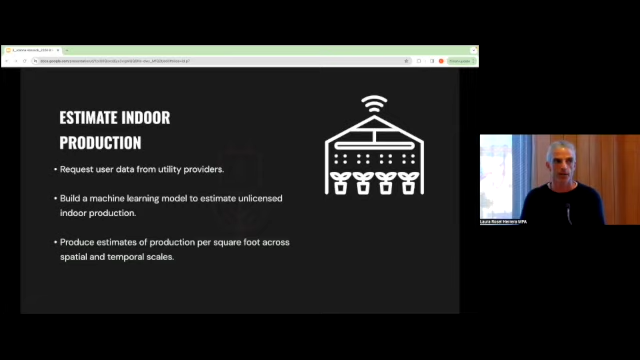 ESTIMATE INDOOR
PRODUCTION
• Request user data from utility providers.
• Build a machine learning model to estimate unlicensed
indoor production.
• Produce estimates of production per square foot across
spatial and temporal scales.